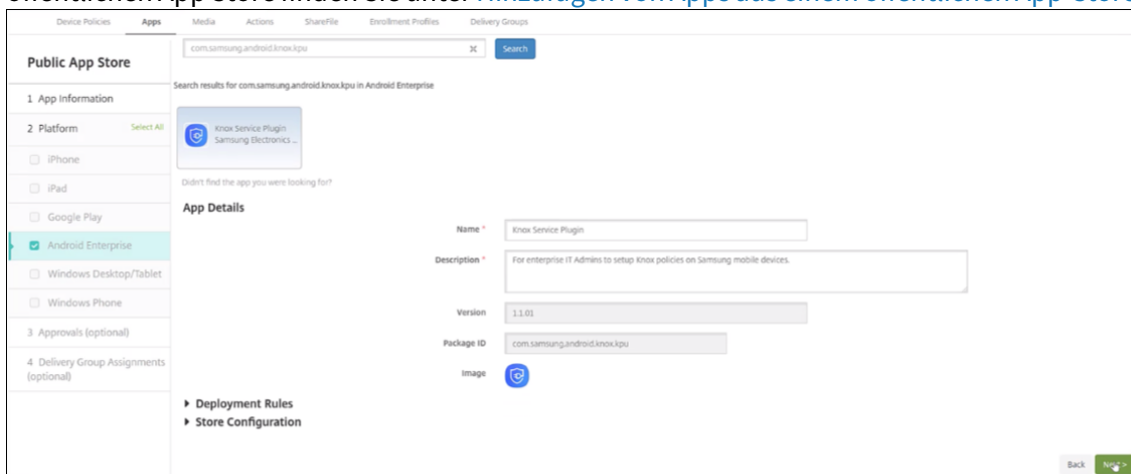 öffentlichen App-Store finden Sie unter Hinzufügen von Apps aus einem öffentlichen App-Store
Device Policies Apps Media Actions ShareFile Enrollment Profiles Delivery Groups
Public App Store
com.samsung.android.knox.kpu Search
Search results for com.samsung.android.knox.kpu in Android Enterprise
1 App Information
2 Platform Select All
Knox Service Plugin
Samsung Electronics ...
iPhone
iPad
Didn't find the app you were looking for?
Google Play
App Details
Name * Knox Service Plugin
Android Enterprise
Description * For enterprise IT Admins to setup Knox policies on Samsung mobile devices.
Windows Desktop/Tablet
Windows Phone
Version 1.1.01
3 Approvals (optional)
Package ID com.samsung.android.knox.kpu
4 Delivery Group Assignments
(optional)
Image
Deployment Rules
Store Configuration
Back Next >